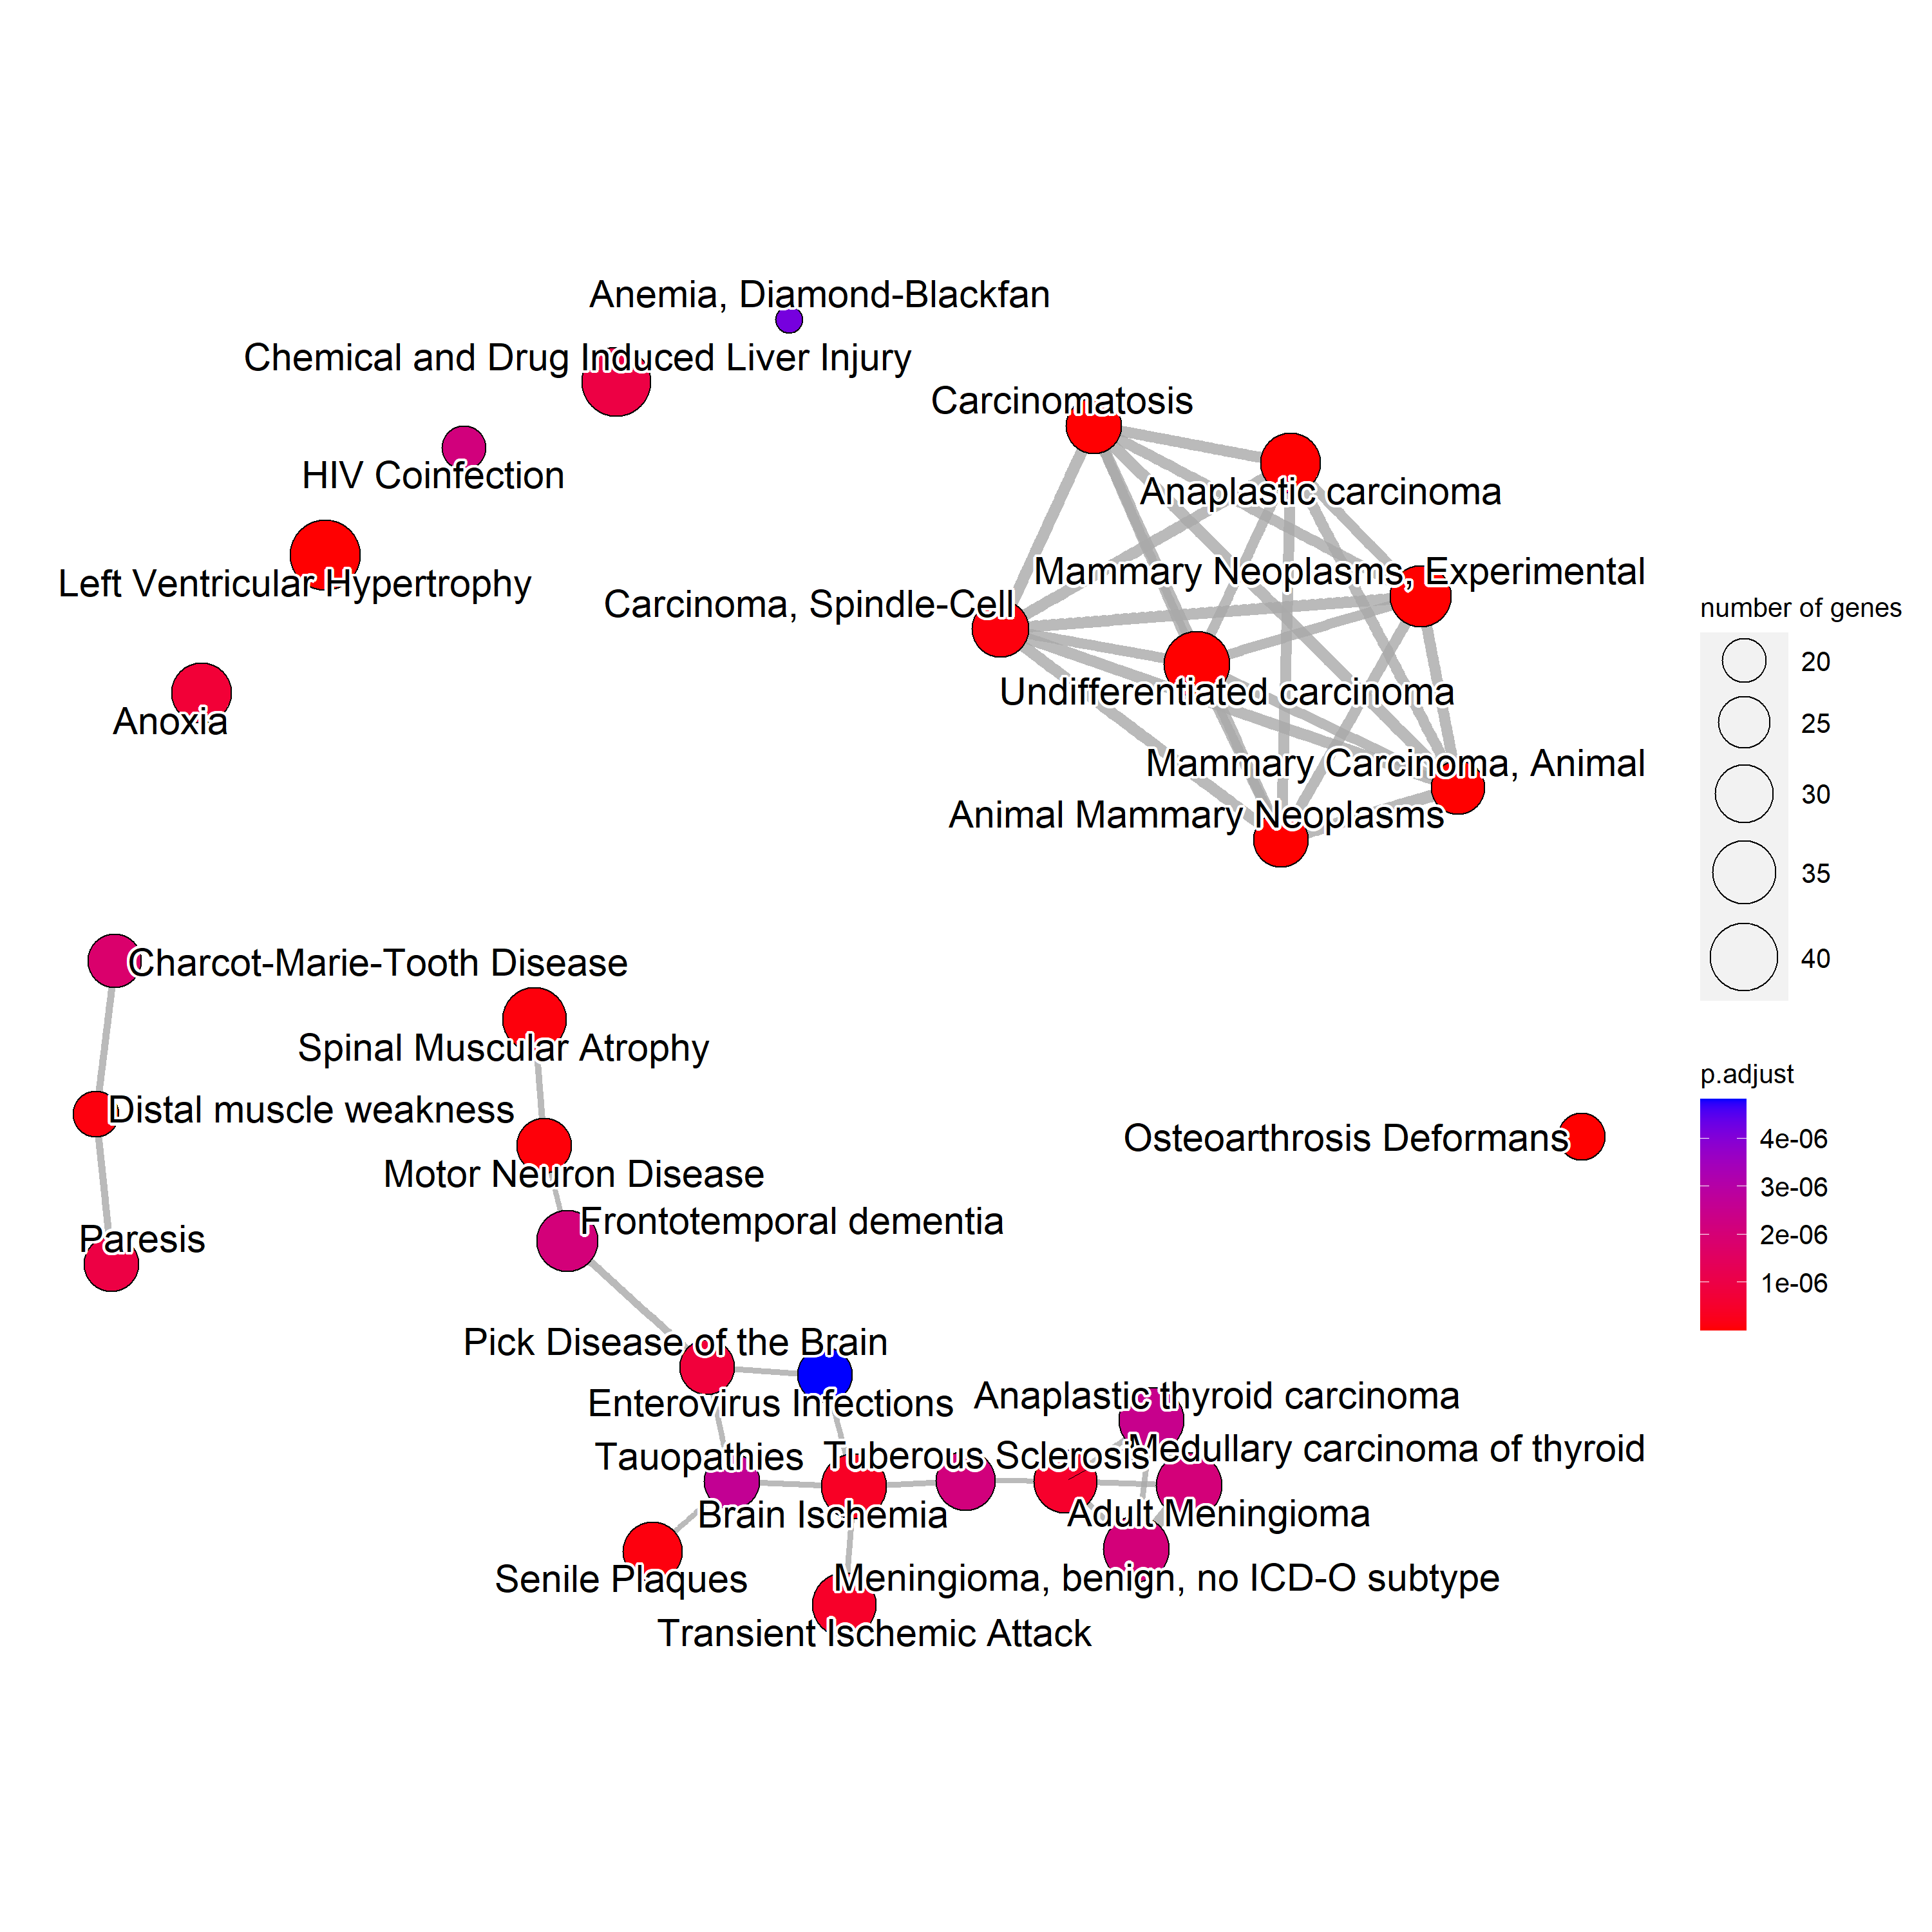 Anemia, Diamond-Blackfan
Chemical and Drug Induced Liver Injury
Carcinomatosis
HIV Coinfection
Anaplastic carcinoma
Left Ventricular Hypertrophy
Mammary Neoplasms, Experimental
Carcinoma, Spindle-Cell
Undifferentiated carcinoma
Anoxia
Mammary Carcinoma, Animal
Animal Mammary Neoplasms
Charcot-Marie-Tooth Disease
Spinal Muscular Atrophy
Distal muscle weakness
Osteoarthrosis Deformans
Motor Neuron Disease
Frontotemporal dementia
Paresis
Pick Disease of the Brain
Enterovirus Infections
Anaplastic thyroid carcinoma
Tauopathies
Tuberous Sclerosis
Medullary carcinoma of thyroid
Brain Ischemia
Adult Meningioma
Senile Plaques
Meningioma, benign, no ICD-O subtype
Transient Ischemic Attack
number of genes
20
25
30
35
40
p.adjust
4e-06
3e-06
2e-06
1e-06